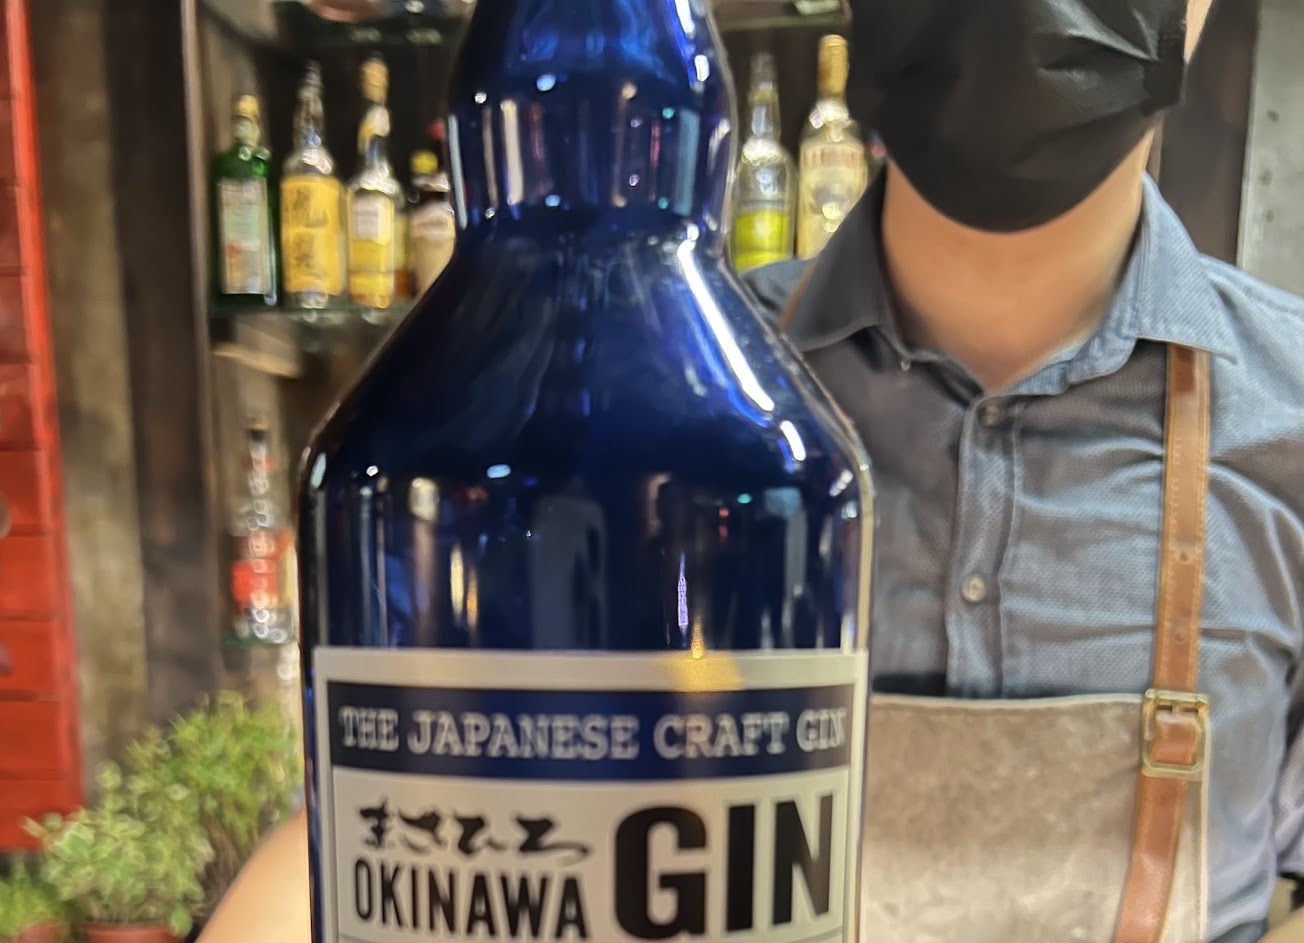 THE JAPANESE CRAFT GIN
まさひろ
OKINAWA GIN